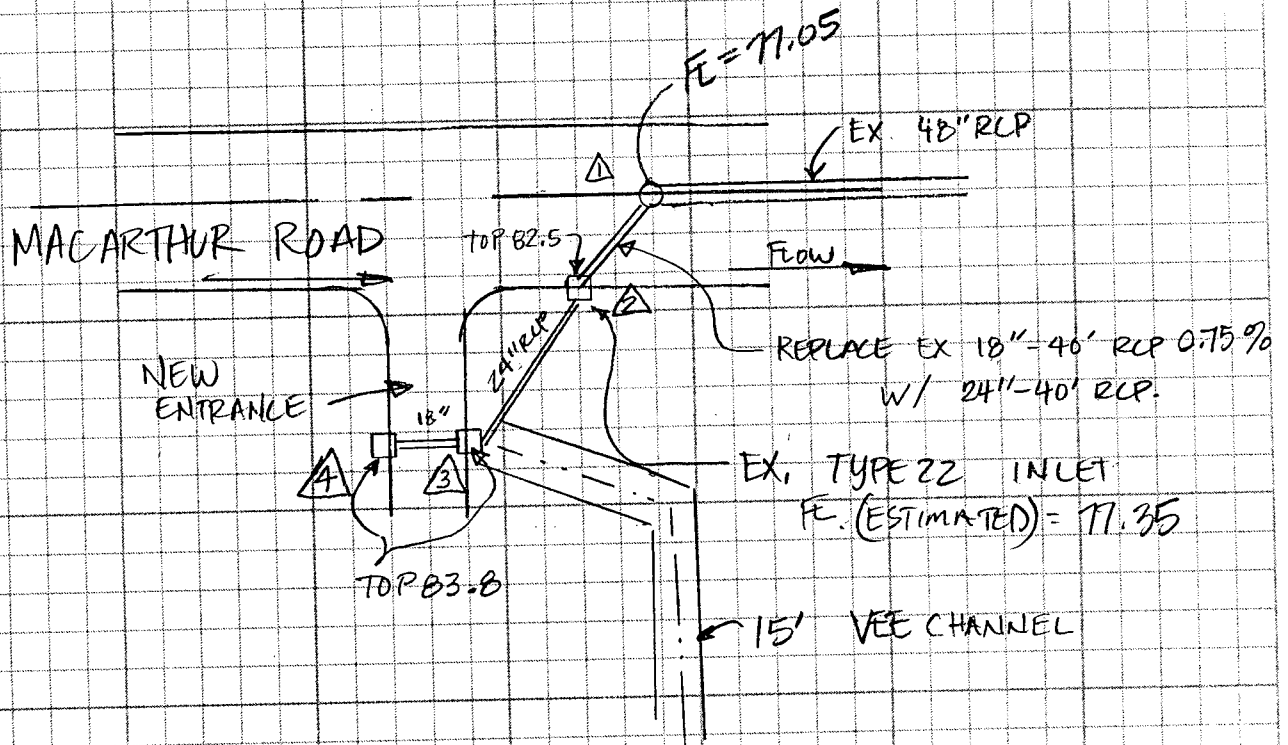 FL = 77.05
EX. 48" RCP
1
MACARTHUR ROAD
TOP 82.5
FLOW
2
REPLACE EX 18"-40' RCP 0.75%
W/ 24"-40' RCP.
24" RCP
NEW
ENTRANCE
18"
4
3
EX. TYPE 22 INLET
FL. (ESTIMATED) = 77.35
TOP 83.8
15' VEE CHANNEL